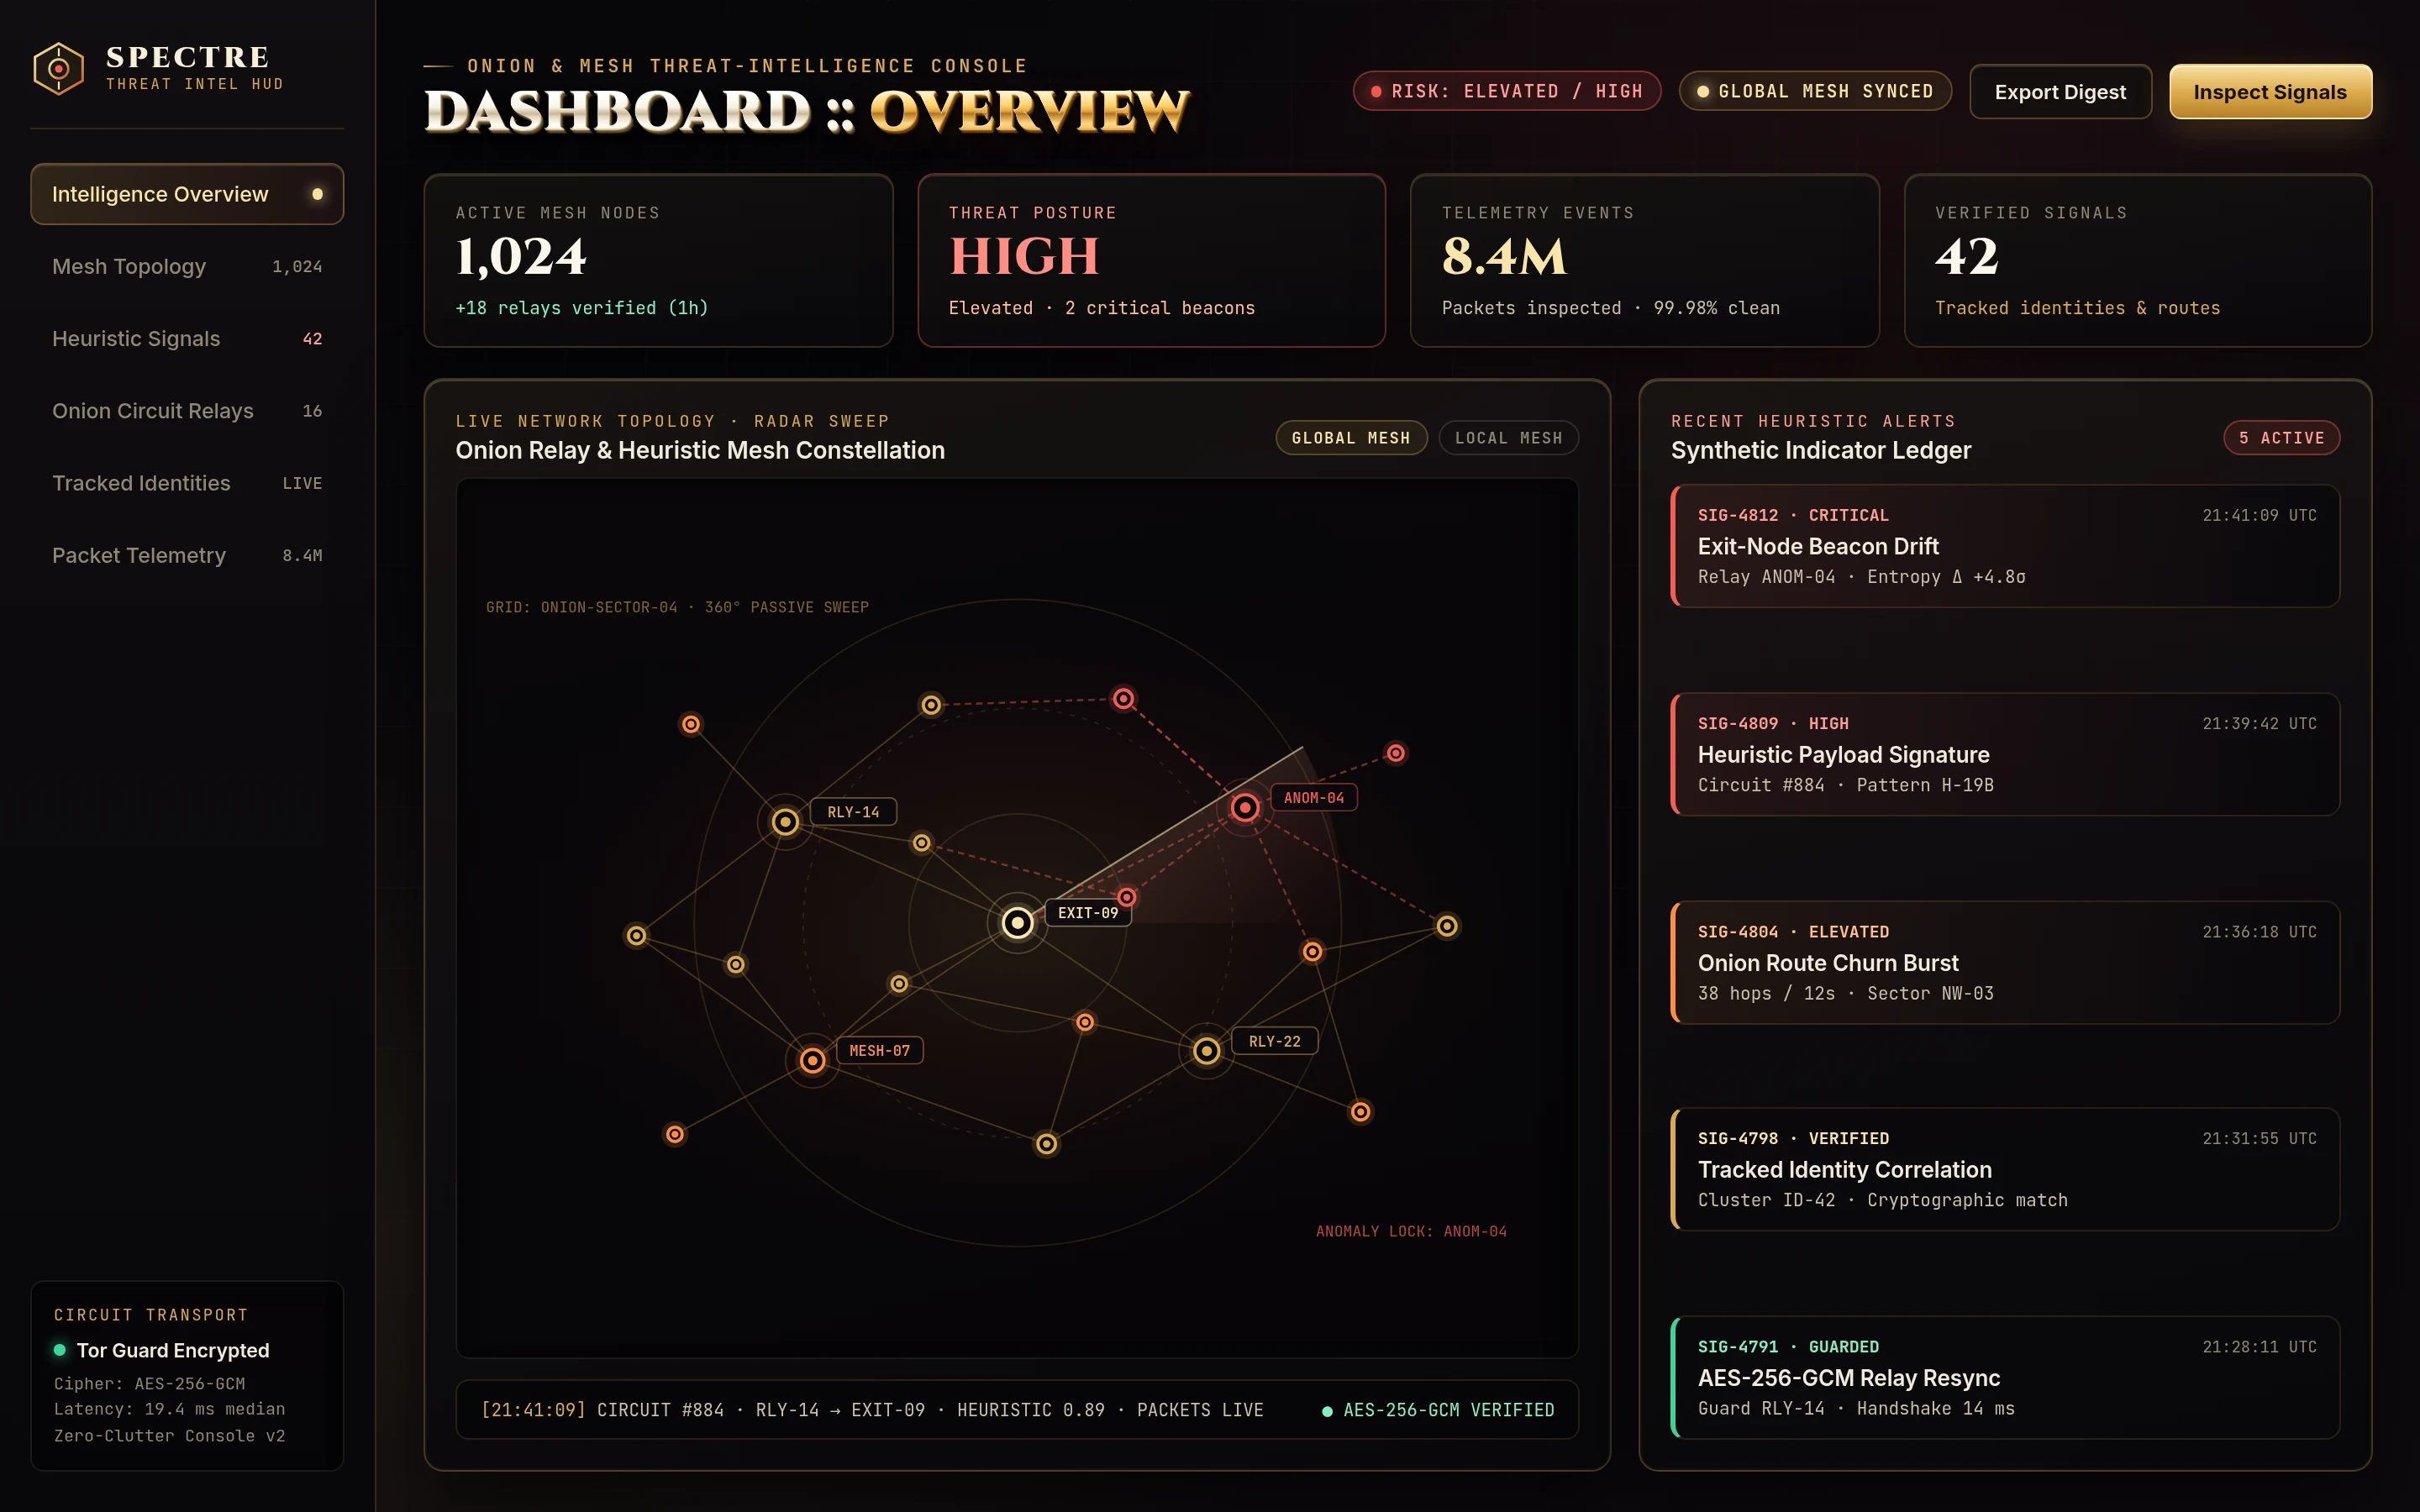 SPECTRE
THREAT INTEL HUD
Intelligence Overview
Mesh Topology 1,024
Heuristic Signals 42
Onion Circuit Relays 16
Tracked Identities LIVE
Packet Telemetry 8.4M
CIRCUIT TRANSPORT
Tor Guard Encrypted
Cipher: AES-256-GCM
Latency: 19.4 ms median
Zero-Clutter Console v2
ONION & MESH THREAT-INTELLIGENCE CONSOLE
DASHBOARD :: OVERVIEW
RISK: ELEVATED / HIGH
GLOBAL MESH SYNCED
Export Digest
Inspect Signals
ACTIVE MESH NODES
1,024
+18 relays verified (1h)
THREAT POSTURE
HIGH
Elevated · 2 critical beacons
TELEMETRY EVENTS
8.4M
Packets inspected · 99.98% clean
VERIFIED SIGNALS
42
Tracked identities & routes
LIVE NETWORK TOPOLOGY · RADAR SWEEP
Onion Relay & Heuristic Mesh Constellation
GLOBAL MESH
LOCAL MESH
GRID: ONION-SECTOR-04 · 360° PASSIVE SWEEP
RLY-14
ANOM-04
EXIT-09
MESH-07
RLY-22
ANOMALY LOCK: ANOM-04
[21:41:09] CIRCUIT #884 · RLY-14 → EXIT-09 · HEURISTIC 0.89 · PACKETS LIVE
AES-256-GCM VERIFIED
RECENT HEURISTIC ALERTS
Synthetic Indicator Ledger
5 ACTIVE
SIG-4812 · CRITICAL 21:41:09 UTC
Exit-Node Beacon Drift
Relay ANOM-04 · Entropy Δ +4.8σ
SIG-4809 · HIGH 21:39:42 UTC
Heuristic Payload Signature
Circuit #884 · Pattern H-19B
SIG-4804 · ELEVATED 21:36:18 UTC
Onion Route Churn Burst
38 hops / 12s · Sector NW-03
SIG-4798 · VERIFIED 21:31:55 UTC
Tracked Identity Correlation
Cluster ID-42 · Cryptographic match
SIG-4791 · GUARDED 21:28:11 UTC
AES-256-GCM Relay Resync
Guard RLY-14 · Handshake 14 ms